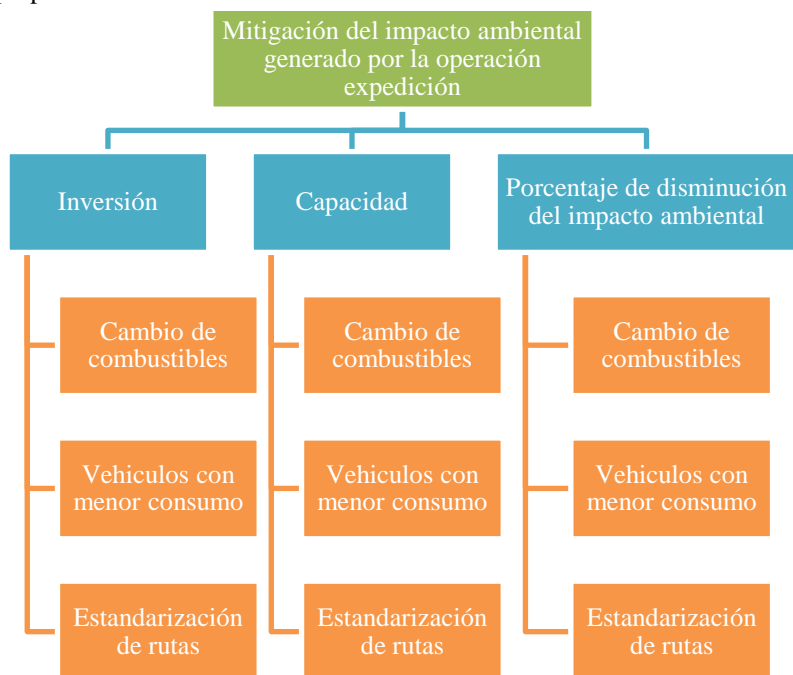 Mitigación del impacto ambiental
generado por la operación
expedición
Inversión
Capacidad
Porcentaje de disminución
del impacto ambiental
Cambio de
combustibles
Cambio de
combustibles
Cambio de
combustibles
Vehiculos con
menor consumo
Vehiculos con
menor consumo
Vehiculos con
menor consumo
Estandarización
de rutas
Estandarización
de rutas
Estandarización
de rutas